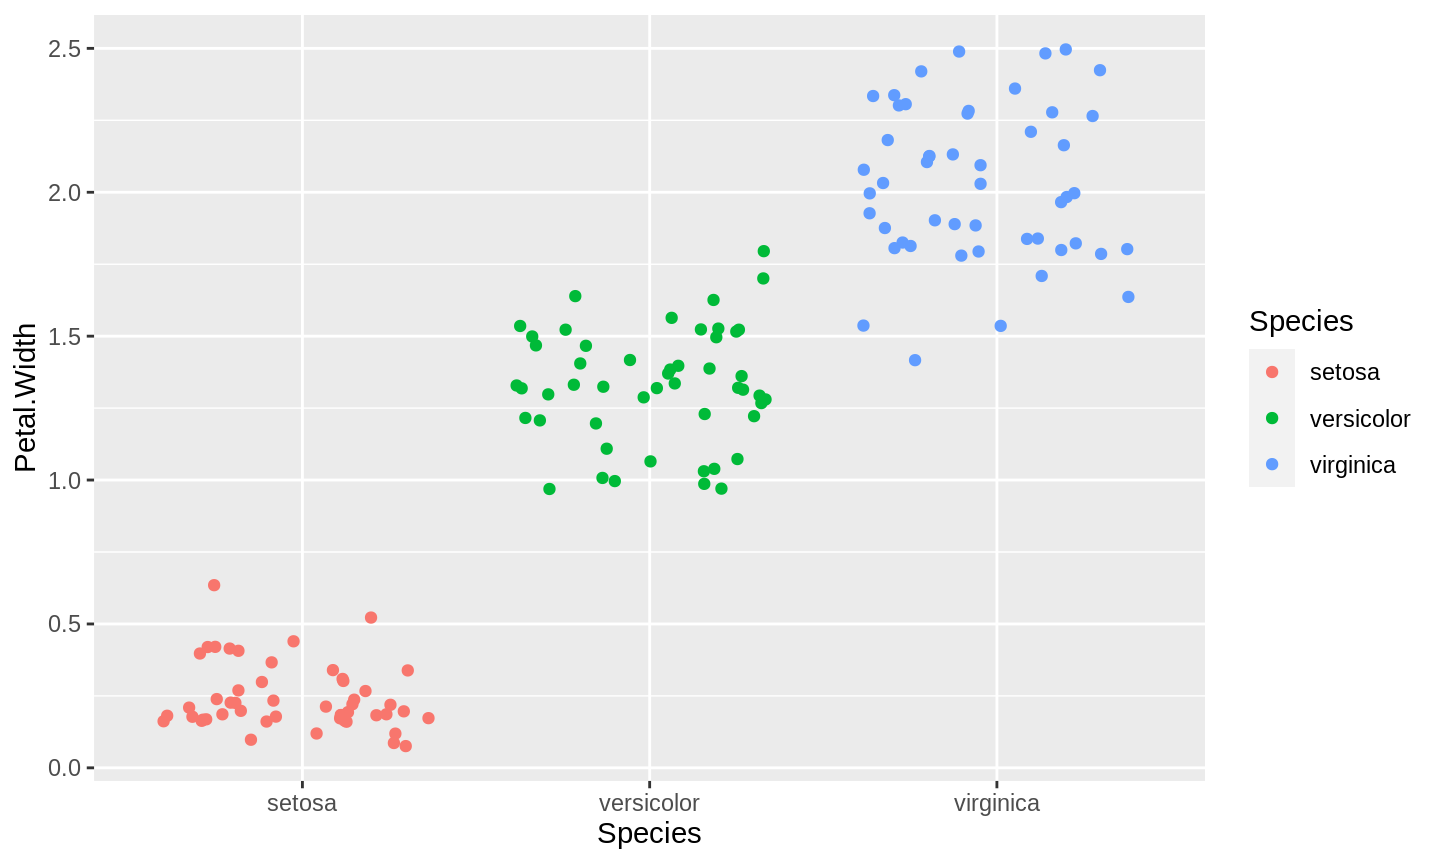 2.5
2.0
1.5
1.0
0.5
0.0
Petal.Width
setosa versicolor virginica
Species
Species
setosa
versicolor
virginica